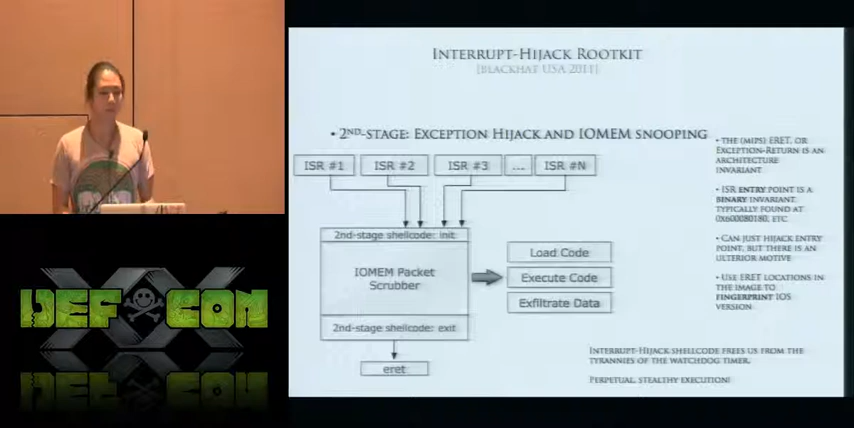 INTERRUPT-HIJACK ROOTKIT
[BLACKHAT USA 2011]
• 2ND-STAGE: EXCEPTION HIJACK AND IOMEM SNOOPING
ISR #1
ISR #2
ISR #3
...
ISR #N
2nd-stage shellcode: init
IOMEM Packet
Scrubber
2nd-stage shellcode: exit
eret
Load Code
Execute Code
Exfiltrate Data
• THE (MIPS) ERET, OR
EXCEPTION-RETURN IS AN
ARCHITECTURE
INVARIANT
• ISR ENTRY POINT IS A
BINARY INVARIANT
TYPICALLY FOUND AT
0X600080180, ETC
• CAN JUST HIJACK ENTRY
POINT, BUT THERE IS AN
ULTERIOR MOTIVE
• USE ERET LOCATIONS IN
THE IMAGE TO
FINGERPRINT IOS
VERSION
INTERRUPT-HIJACK SHELLCODE FREES US FROM THE
TYRANNIES OF THE WATCHDOG TIMER.
PERPETUAL, STEALTHY EXECUTION!
DEF CON
XX